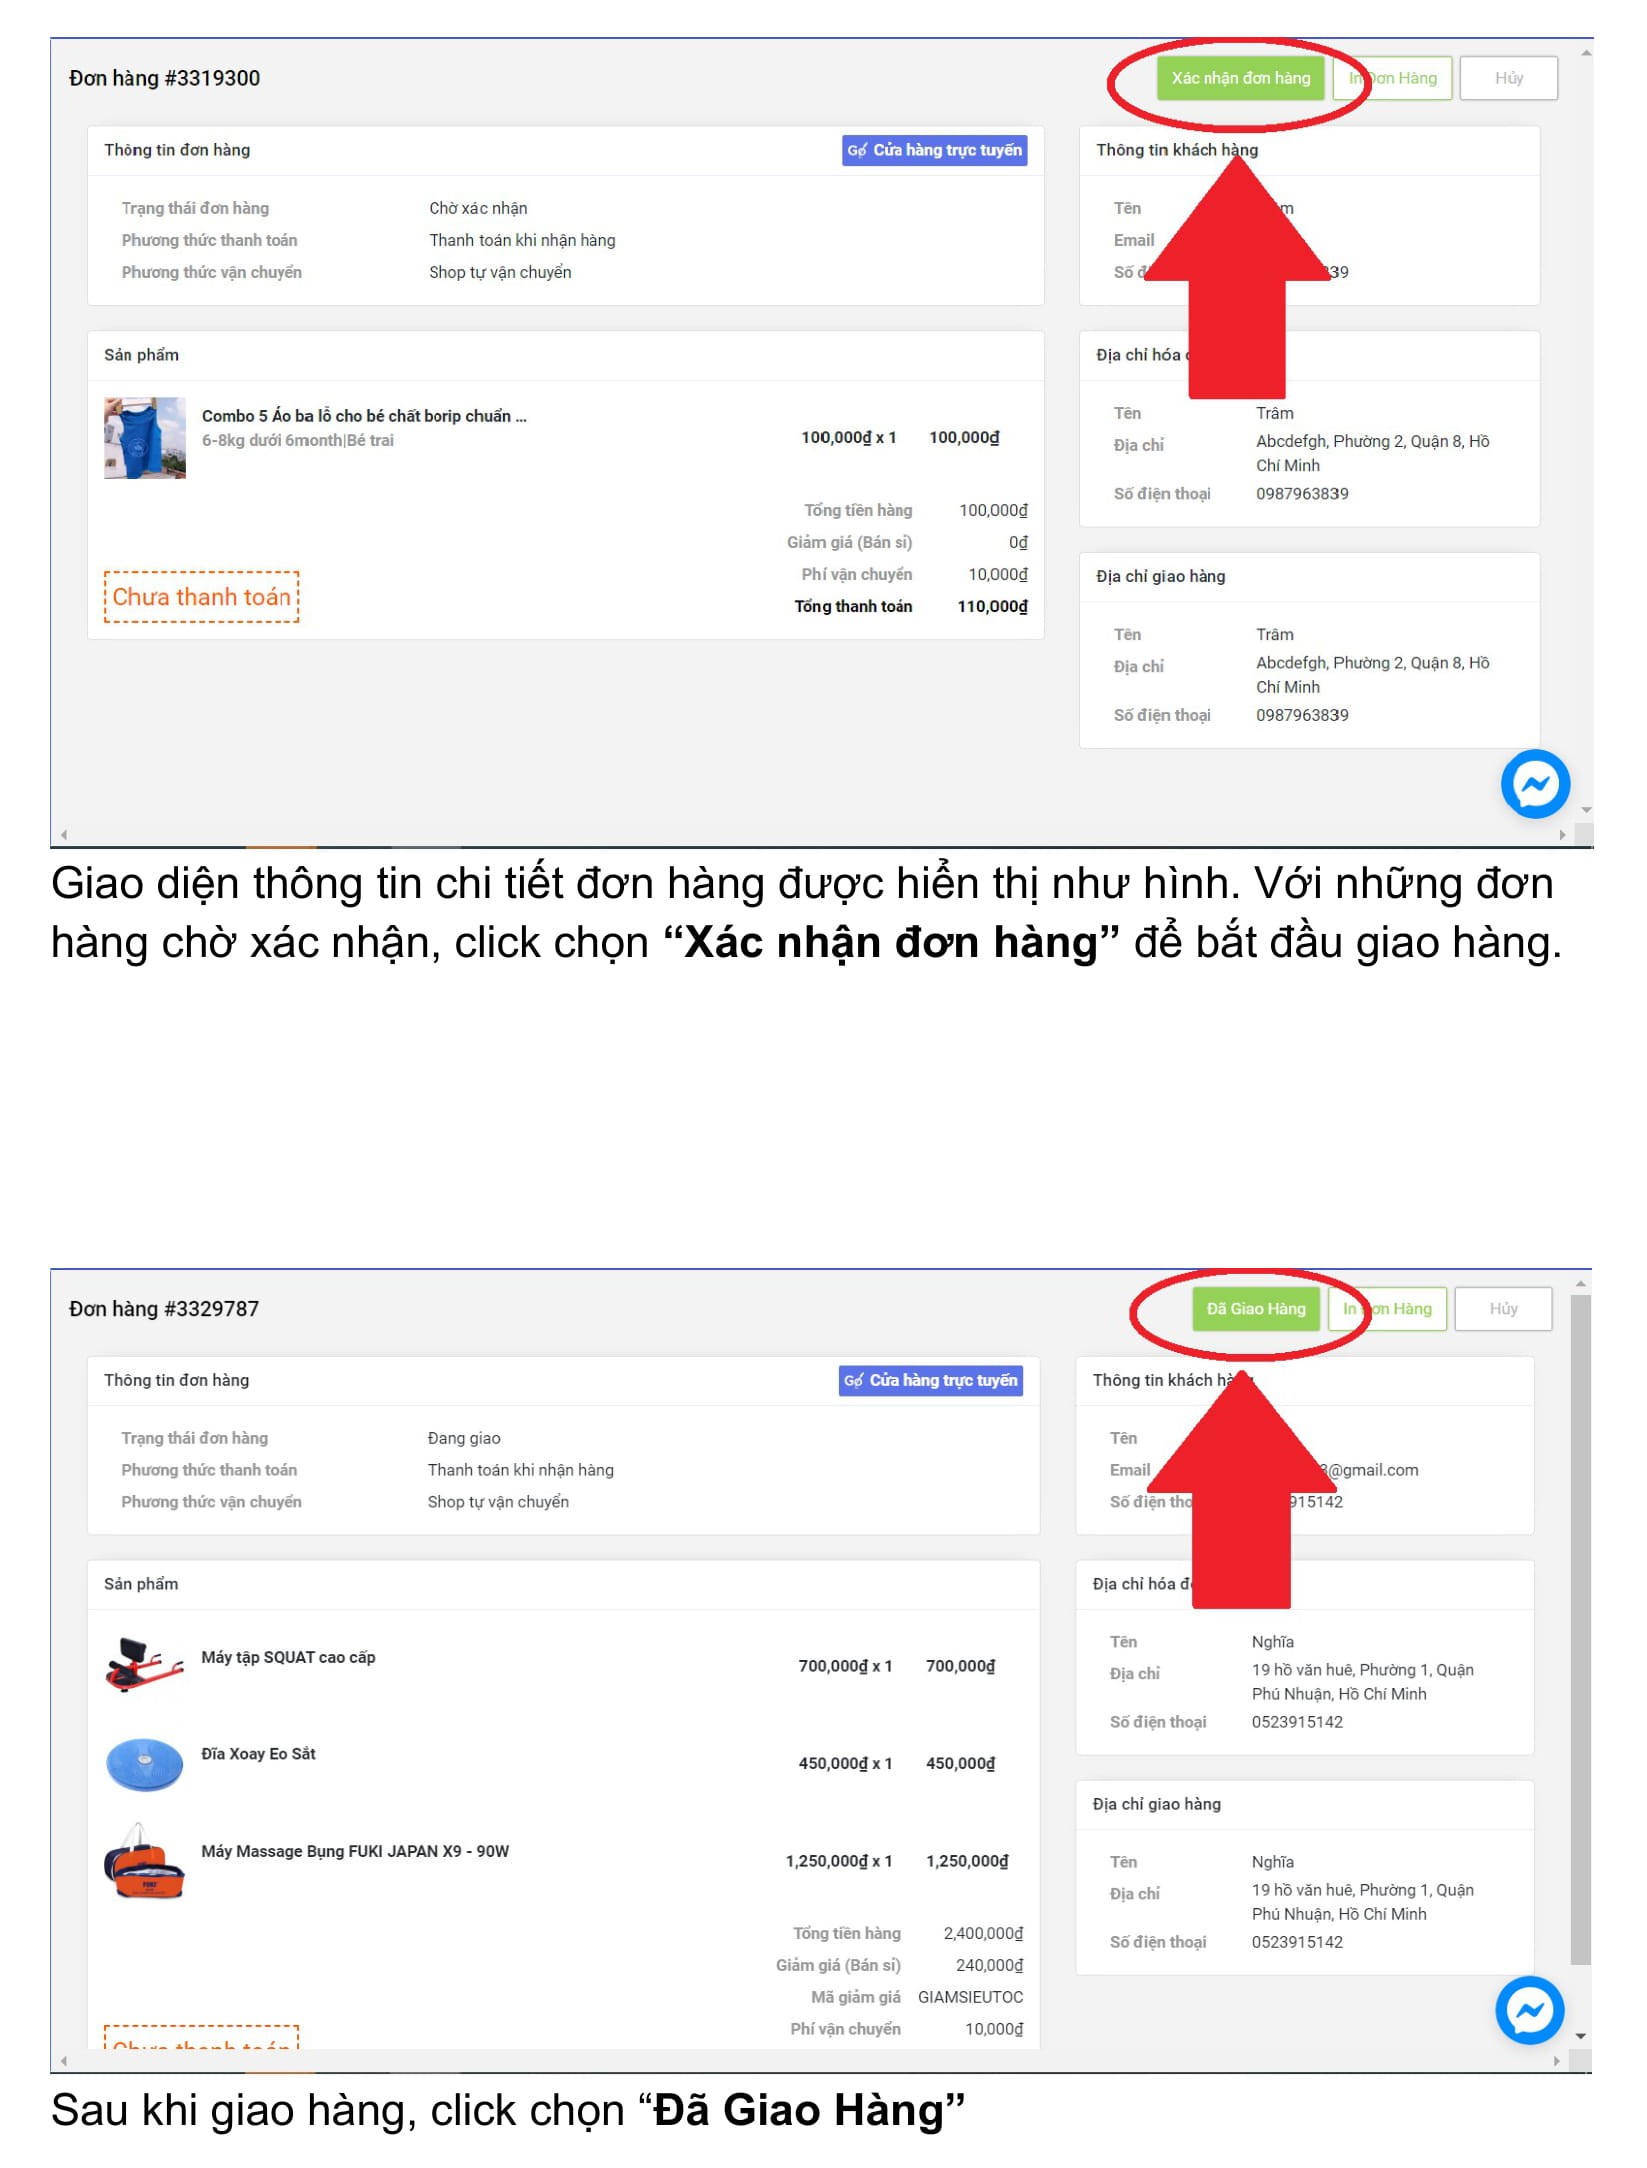 Đơn hàng #3319300
Xác nhận đơn hàng
In Đơn Hàng
Hủy
Thông tin đơn hàng
Cửa hàng trực tuyến
Trạng thái đơn hàng Chờ xác nhận
Phương thức thanh toán Thanh toán khi nhận hàng
Phương thức vận chuyển Shop tự vận chuyển
Thông tin khách hàng
Tên
Email
Số
Sản phẩm
Combo 5 Áo ba lỗ cho bé chất borip chuẩn ...
6-8kg dưới 6month|Bé trai
100,000₫ x 1 100,000₫
Tổng tiền hàng 100,000₫
Giảm giá (Bán sỉ) 0₫
Phí vận chuyển 10,000₫
Tổng thanh toán 110,000₫
Chưa thanh toán
Địa chỉ hóa
Tên Trâm
Địa chỉ Abcdefgh, Phường 2, Quận 8, Hồ
Chí Minh
Số điện thoại 0987963839
Địa chỉ giao hàng
Tên Trâm
Địa chỉ Abcdefgh, Phường 2, Quận 8, Hồ
Chí Minh
Số điện thoại 0987963839
Giao diện thông tin chi tiết đơn hàng được hiển thị như hình. Với những đơn
hàng chờ xác nhận, click chọn “Xác nhận đơn hàng” để bắt đầu giao hàng.
Đơn hàng #3329787
Đã Giao Hàng
In Đơn Hàng
Hủy
Thông tin đơn hàng
Cửa hàng trực tuyến
Trạng thái đơn hàng Đang giao
Phương thức thanh toán Thanh toán khi nhận hàng
Phương thức vận chuyển Shop tự vận chuyển
Thông tin khách hàng
Tên
Email 3@gmail.com
Số điện 915142
Sản phẩm
Máy tập SQUAT cao cấp
700,000₫ x 1 700,000₫
Đĩa Xoay Eo Sắt
450,000₫ x 1 450,000₫
Máy Massage Bụng FUKI JAPAN X9 - 90W
1,250,000₫ x 1 1,250,000₫
Tổng tiền hàng 2,400,000₫
Giảm giá (Bán sỉ) 240,000₫
Mã giảm giá GIAMSIEUTOC
Phí vận chuyển 10,000₫
Chưa thanh toán
Địa chỉ hóa
Tên Nghĩa
Địa chỉ 19 hồ văn huê, Phường 1, Quận
Phú Nhuận, Hồ Chí Minh
Số điện thoại 0523915142
Địa chỉ giao hàng
Tên Nghĩa
Địa chỉ 19 hồ văn huê, Phường 1, Quận
Phú Nhuận, Hồ Chí Minh
Số điện thoại 0523915142
Sau khi giao hàng, click chọn “Đã Giao Hàng”